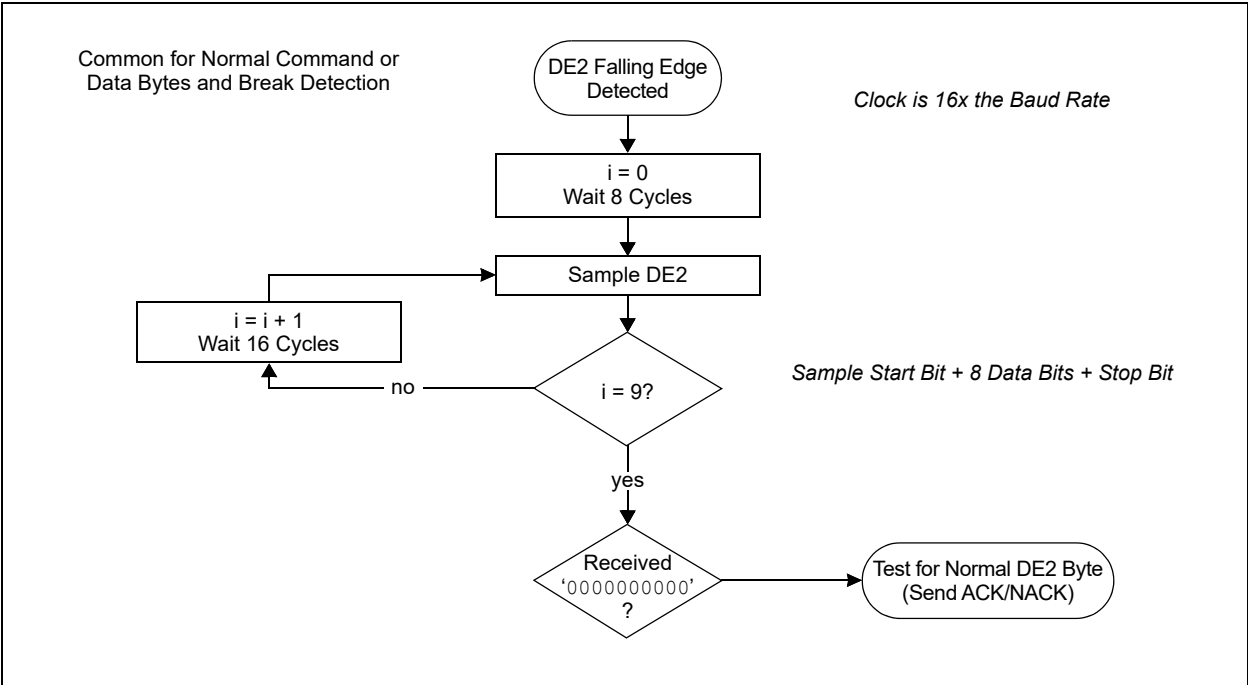 Common for Normal Command or
Data Bytes and Break Detection
DE2 Falling Edge
Detected
Clock is 16x the Baud Rate
i = 0
Wait 8 Cycles
Sample DE2
i = i + 1
Wait 16 Cycles
Sample Start Bit + 8 Data Bits + Stop Bit
no
i = 9?
yes
Received
‘0000000000’
?
Test for Normal DE2 Byte
(Send ACK/NACK)